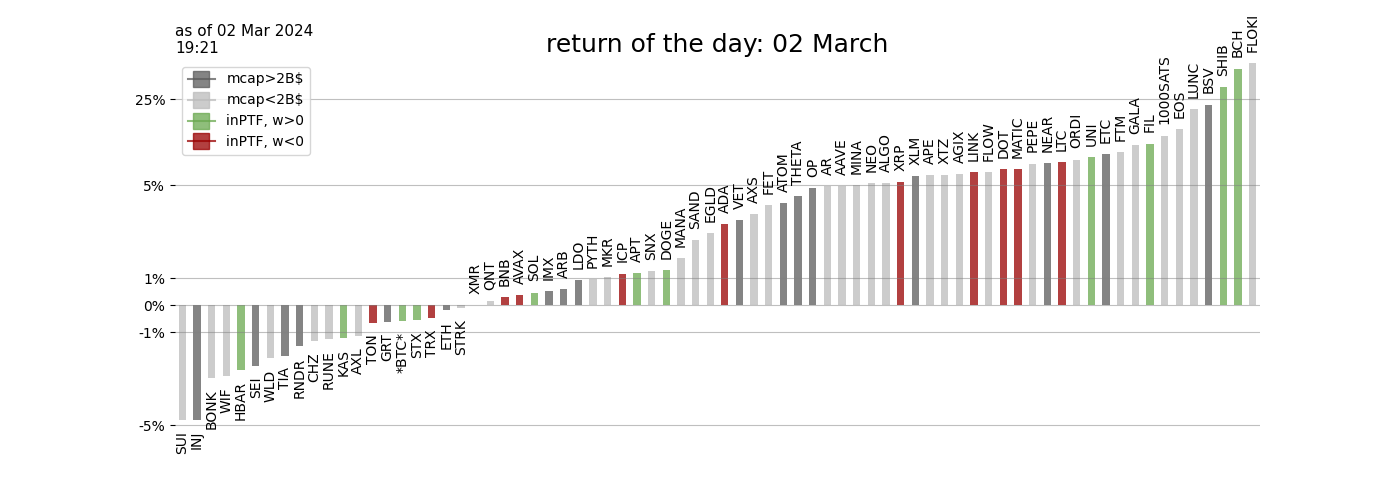 as of 02 Mar 2024
19:21
return of the day: 02 March
mcap>2B$
mcap<2B$
inPTF, w>0
inPTF, w<0
25%
5%
1%
0%
-1%
-5%
SUI
INJ
BONK
WIF
HBAR
SEI
WLD
TIA
RNDR
CHZ
RUNE
KAS
AXL
TON
GRT
*BTC*
STX
TRX
ETH
STRK
XMR
QNT
BNB
AVAX
SOL
IMX
ARB
LDO
PYTH
MKR
ICP
APT
SNX
DOGE
MANA
SAND
EGLD
ADA
VET
AXS
FET
ATOM
THETA
OP
AR
AAVE
MINA
NEO
ALGO
XRP
XLM
APE
XTZ
AGIX
LINK
FLOW
DOT
MATIC
PEPE
NEAR
LTC
ORDI
UNI
ETC
FTM
GALA
FIL
1000SATS
EOS
LUNC
BSV
SHIB
BCH
FLOKI